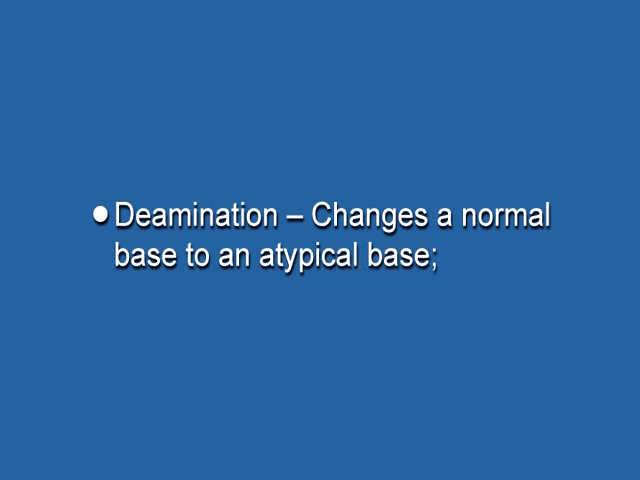 • Deamination – Changes a normal
base to an atypical base;